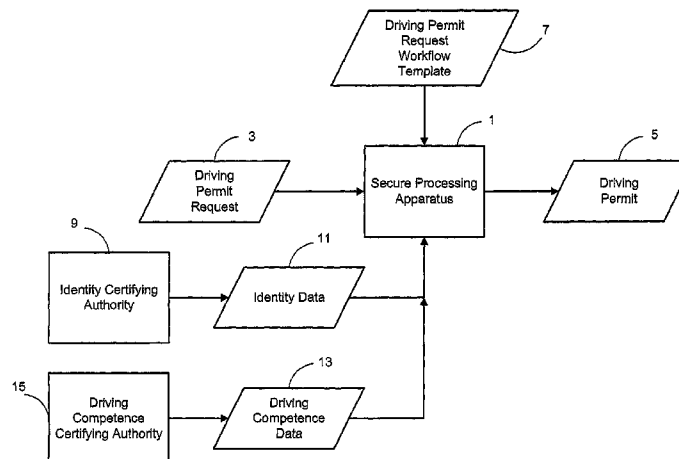 Driving Permit
Request
Workflow
Template
7
1
3
5
Driving
Permit
Request
Secure Processing
Apparatus
Driving
Permit
9
11
Identity Certifying
Authority
Identity Data
13
15
Driving
Competence
Certifying Authority
Driving
Competence
Data